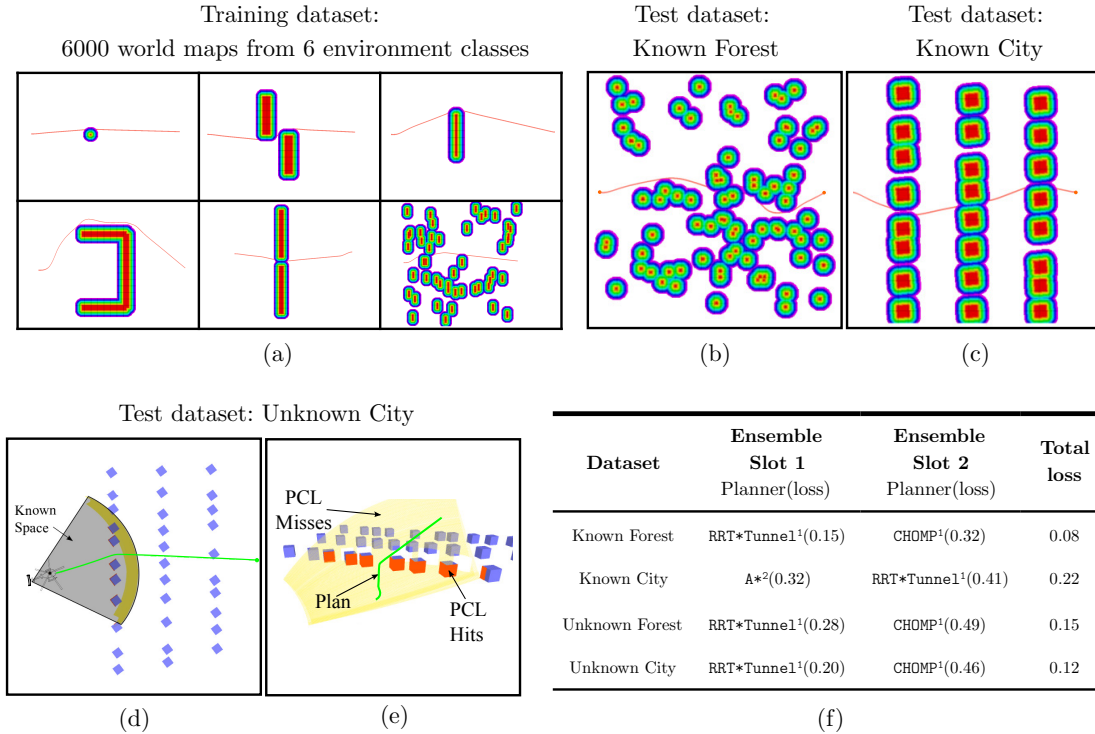 Training dataset:
6000 world maps from 6 environment classes
Test dataset:
Known Forest
Test dataset:
Known City
(a)
(b)
(c)
Test dataset: Unknown City
Known
Space
(d)
PCL
Misses
Plan
PCL
Hits
(e)
Dataset
Ensemble
Slot 1
Planner(loss)
Ensemble
Slot 2
Planner(loss)
Total
loss
Known Forest RRT*Tunnel¹(0.15) CHOMP¹(0.32) 0.08
Known City A*²(0.32) RRT*Tunnel¹(0.41) 0.22
Unknown Forest RRT*Tunnel¹(0.28) CHOMP¹(0.49) 0.15
Unknown City RRT*Tunnel¹(0.20) CHOMP¹(0.46) 0.12
(f)